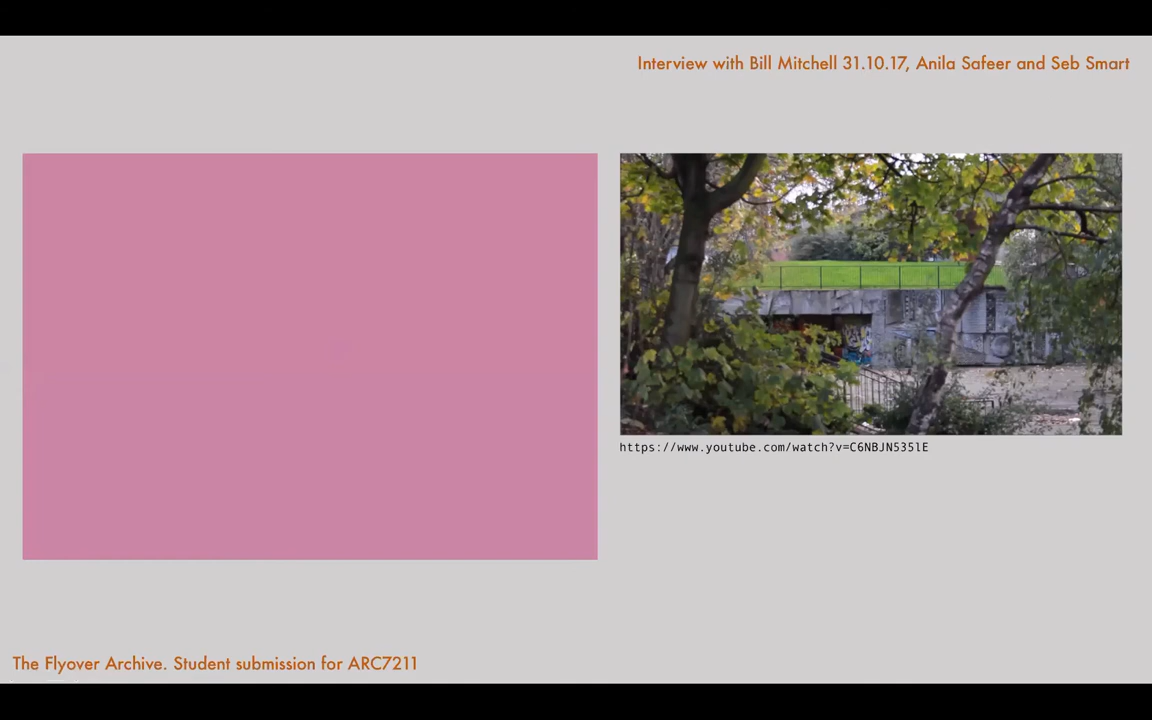 Interview with Bill Mitchell 31.10.17, Anila Safeer and Seb Smart
https://www.youtube.com/watch?v=C6NBJN535lE
The Flyover Archive. Student submission for ARC7211